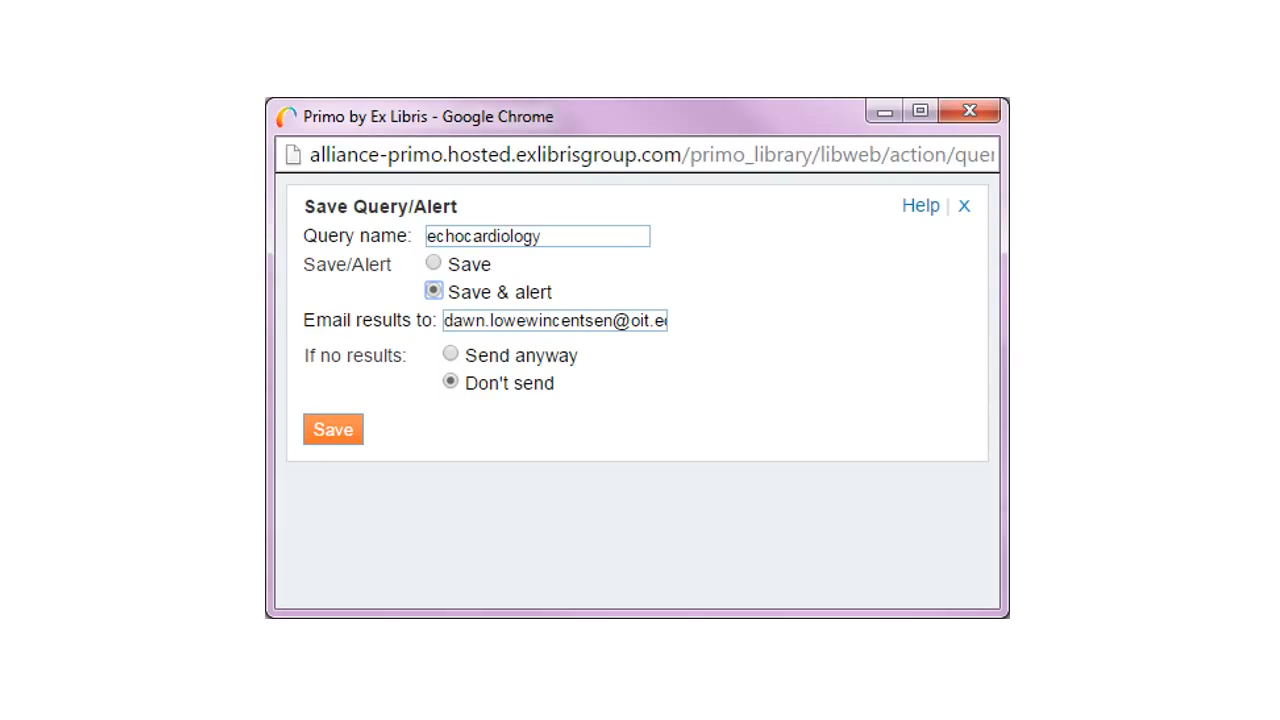 Primo by Ex Libris - Google Chrome
alliance-primo.hosted.exlibrisgroup.com/primo_library/libweb/action/quer
Save Query/Alert Help | X
Query name: echocardiology
Save/Alert Save
Save & alert
Email results to: dawn.lowewincentsen@oit.e
If no results: Send anyway
Don't send
Save